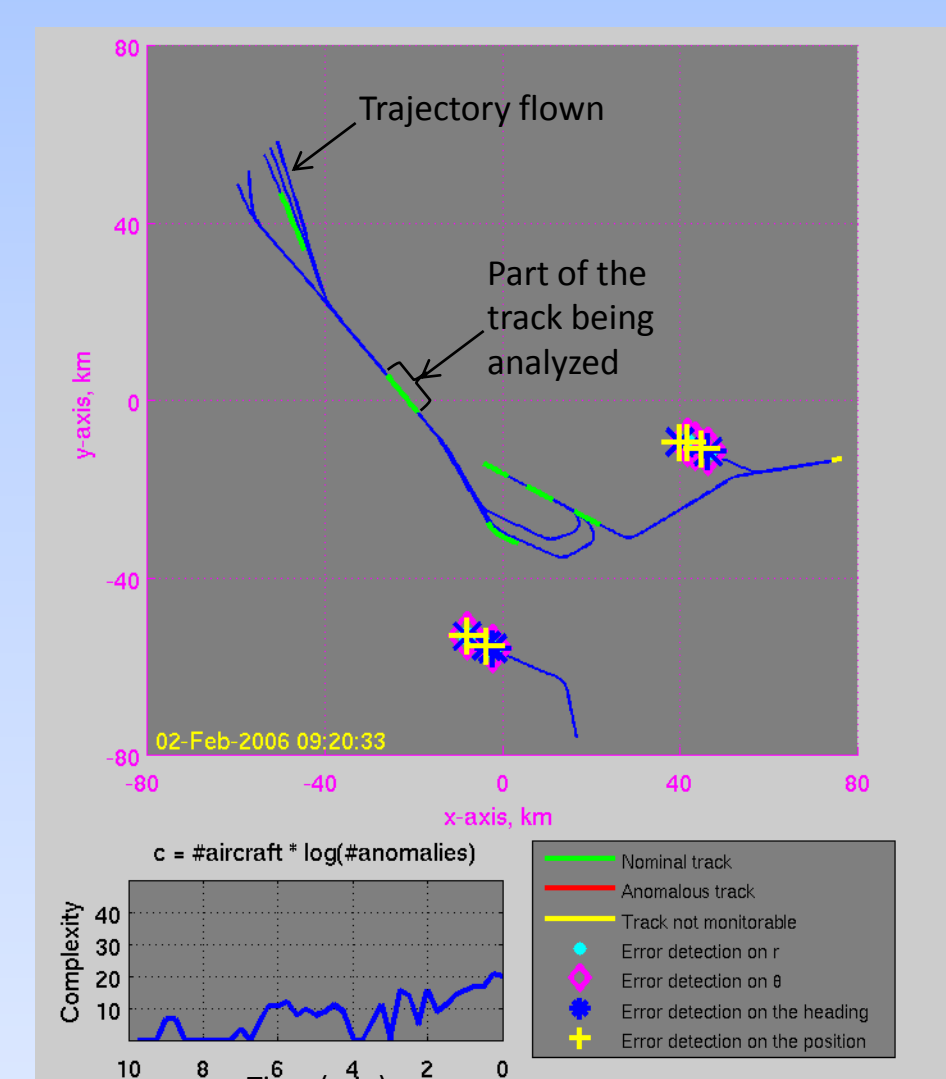 80
Trajectory flown
40
Part of the
track being
analyzed
y-axis, km
0
-40
02-Feb-2006 09:20:33
-80
-80
-40
0
40
80
x-axis, km
c = #aircraft * log(#anomalies)
Complexity
40
30
20
10
10
8
6
4
2
0
Nominal track
Anomalous track
Track not monitorable
Error detection on r
Error detection on θ
Error detection on the heading
Error detection on the position